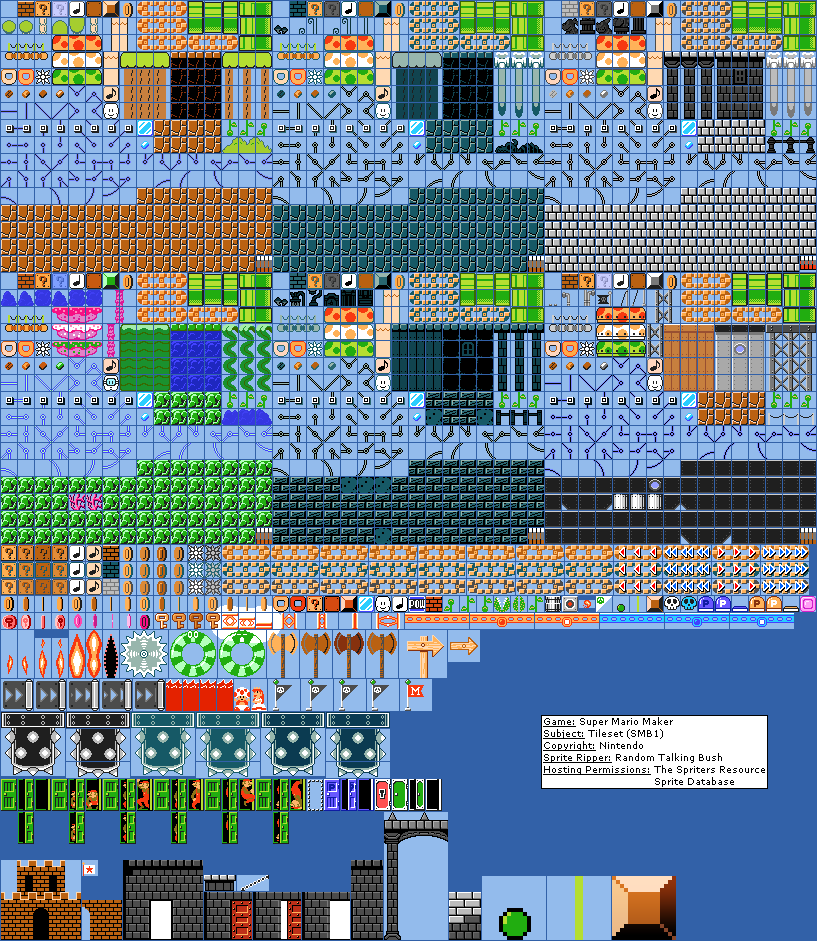 POW
M
Game: Super Mario Maker
Subject: Tileset (SMB1)
Copyright: Nintendo
Sprite Ripper: Random Talking Bush
Hosting Permissions: The Spriters Resource
Sprite Database